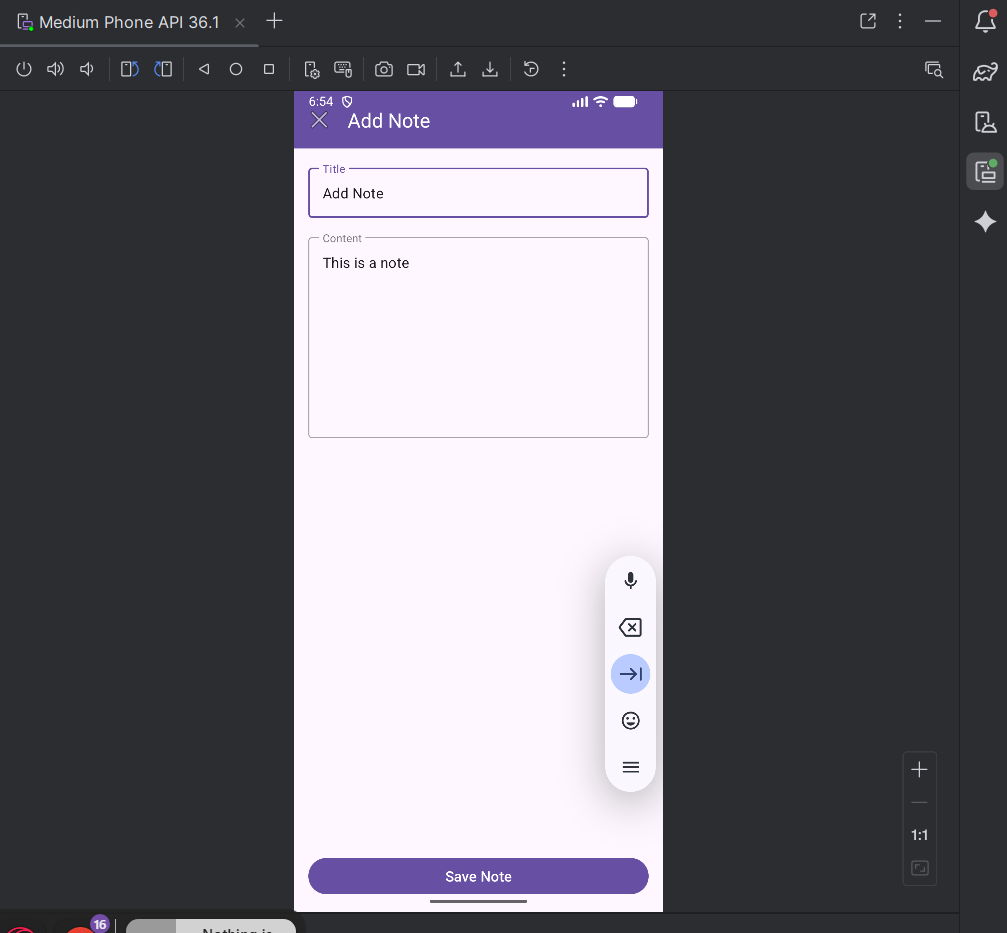 Medium Phone API 36.1
6:54
Add Note
Title
Add Note
Content
This is a note
1:1
Save Note
16
Nothing is